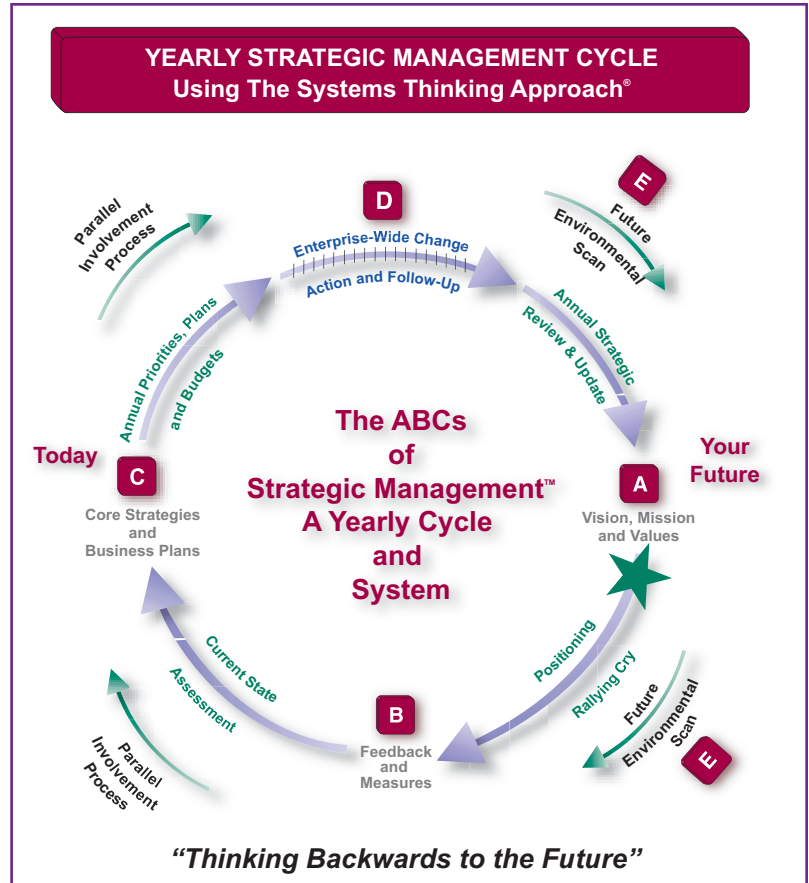 YEARLY STRATEGIC MANAGEMENT CYCLE
Using The Systems Thinking Approach®
D
E
Parallel
Involvement
Process
Enterprise-Wide Change
Action and Follow-Up
Future
Environmental
Scan
Annual Priorities, Plans
and Budgets
Annual Strategic
Review & Update
The ABCs
of
Strategic Management™
A Yearly Cycle
and
System
Today
C
Core Strategies
and
Business Plans
Your
Future
A
Vision, Mission
and Values
Positioning
Rallying Cry
Current State
Assessment
B
Feedback
and
Measures
Future
Environmental
Scan
E
Parallel
Involvement
Process
“Thinking Backwards to the Future”